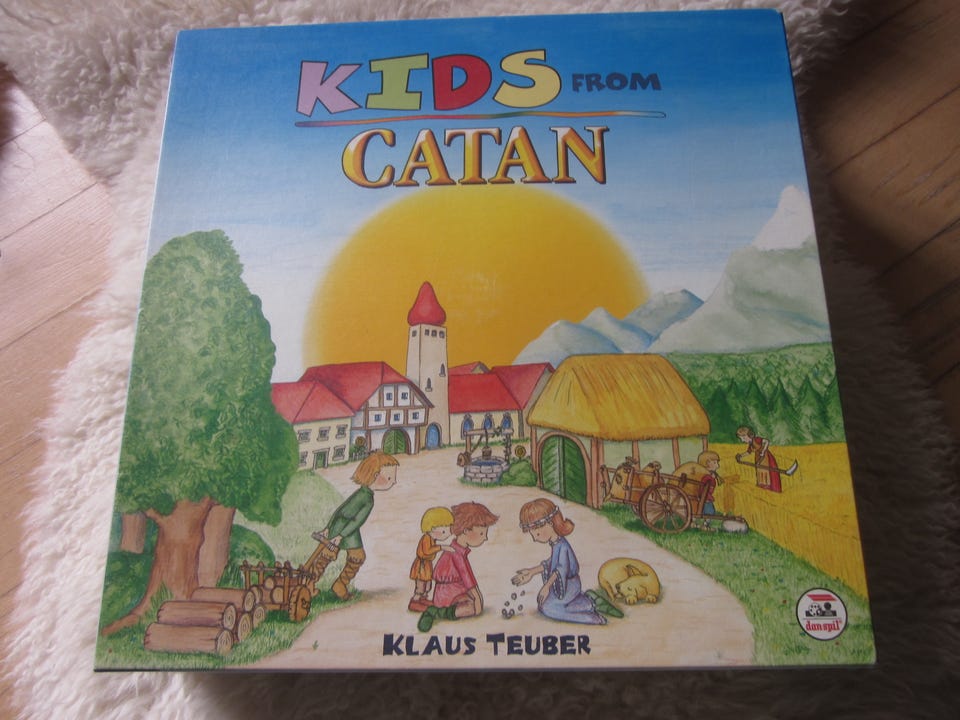 KIDS FROM
CATAN
KLAUS TEUBER
danspil